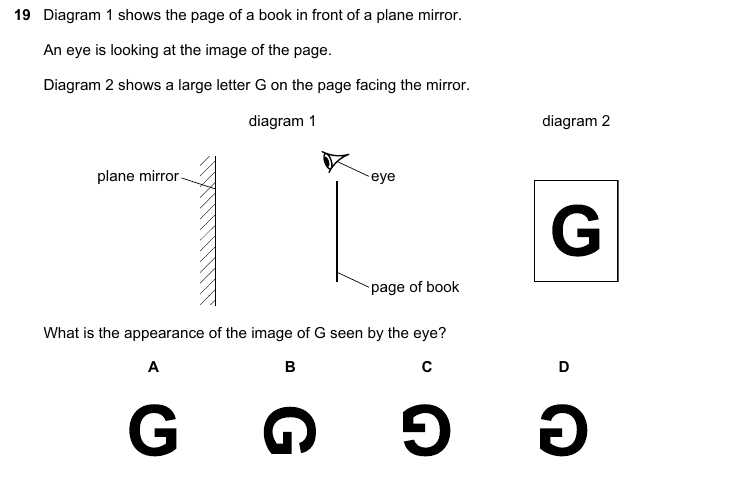 19 Diagram 1 shows the page of a book in front of a plane mirror.
An eye is looking at the image of the page.
Diagram 2 shows a large letter G on the page facing the mirror.
diagram 1 diagram 2
plane mirror eye
G
page of book
What is the appearance of the image of G seen by the eye?
A B C D
G G G G